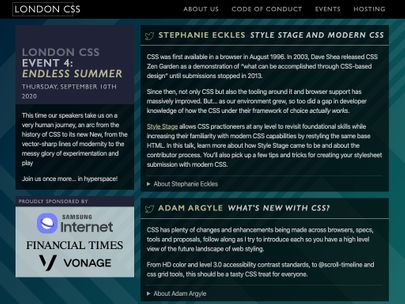 LONDON CSS
ABOUT US CODE OF CONDUCT EVENTS HOSTING
LONDON CSS
EVENT 4:
ENDLESS SUMMER
THURSDAY, SEPTEMBER 10TH
2020
This time our speakers take us on a
very human journey, an arc from the
history of CSS to its new New, from the
vector-sharp lines of modernity to the
messy glory of experimentation and
play
Join us once more... in hyperspace!
PROUDLY SPONSORED BY
SAMSUNG
Internet
FINANCIAL TIMES
VONAGE
STEPHANIE ECKLES STYLE STAGE AND MODERN CSS
CSS was first available in a browser in August 1996. In 2003, Dave Shea released CSS
Zen Garden as a demonstration of "what can be accomplished through CSS-based
design" until submissions stopped in 2013.
Since then, not only CSS but also the tooling around it and browser support has
massively improved. But... as our environment grew, so too did a gap in developer
knowledge of how the CSS under their framework of choice actually works.
Style Stage allows CSS practioners at any level to revisit foundational skills while
increasing their familiarity with modern CSS capabilities by restyling the same base
HTML. In this talk, learn more about how Style Stage came to be and about the
contributor process. You'll also pick up a few tips and tricks for creating your stylesheet
submission with modern CSS.
▶ About Stephanie Eckles
ADAM ARGYLE WHAT'S NEW WITH CSS?
CSS has plenty of changes and enhancements being made across browsers, specs,
tools and proposals, follow along as I try to introduce each so you have a high level
view of the future landscape of web styling.
From HD color and level 3.0 accessibility contrast standards, to @scroll-timeline and
css grid tools, this should be a tasty CSS treat for everyone.
▶ About Adam Argyle